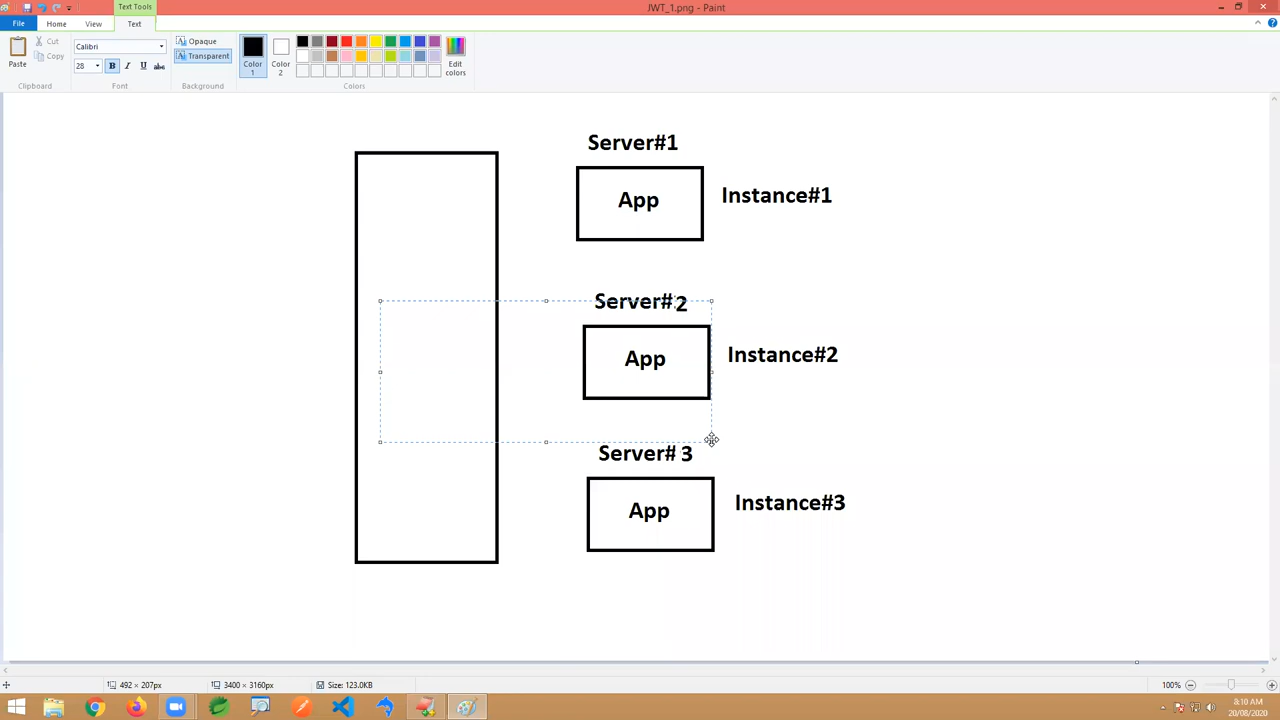 Text Tools
JWT_1.png - Paint
File
Home
View
Text
Paste
Cut
Copy
Clipboard
Calibri
28
B
I
U
abc
Font
Opaque
Transparent
Background
Color 1
Color 2
Edit colors
Colors
Server#1
App
Instance#1
Server#2
App
Instance#2
Server# 3
App
Instance#3
492 × 207px
3400 × 3160px
Size: 123.0KB
100%
8:10 AM
20/08/2020